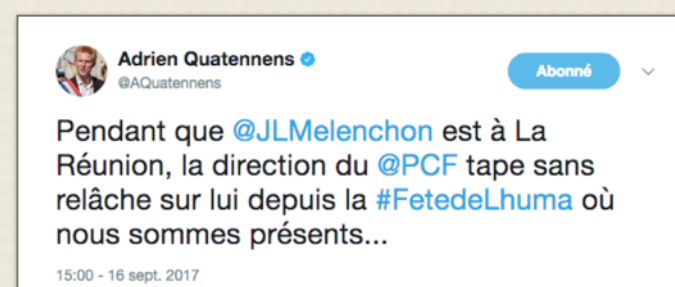 Adrien Quatennens
@AQuatennens
Abonné
Pendant que @JLMelenchon est à La
Réunion, la direction du @PCF tape sans
relâche sur lui depuis la #FetedeLhuma où
nous sommes présents...
15:00 - 16 sept. 2017